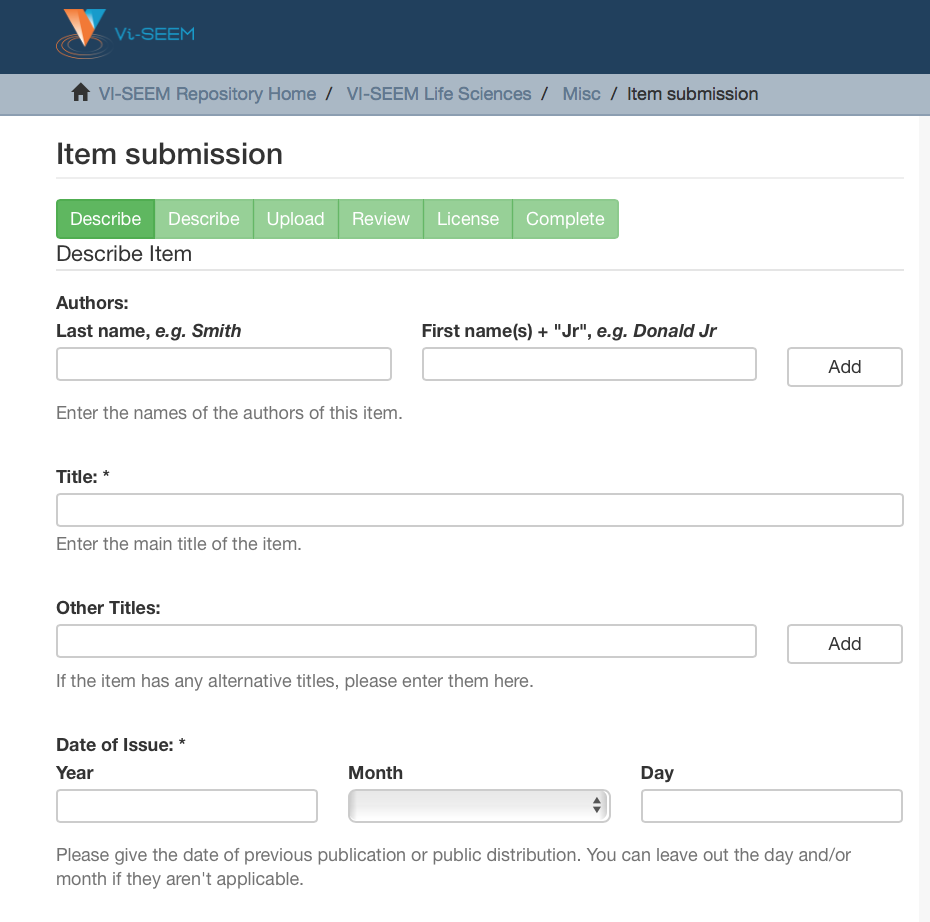 Vi-SEEM
VI-SEEM Repository Home / VI-SEEM Life Sciences / Misc / Item submission
Item submission
Describe Describe Upload Review License Complete
Describe Item
Authors:
Last name, e.g. Smith First name(s) + "Jr", e.g. Donald Jr
Add
Enter the names of the authors of this item.
Title: *
Enter the main title of the item.
Other Titles:
Add
If the item has any alternative titles, please enter them here.
Date of Issue: *
Year Month Day
Please give the date of previous publication or public distribution. You can leave out the day and/or
month if they aren't applicable.